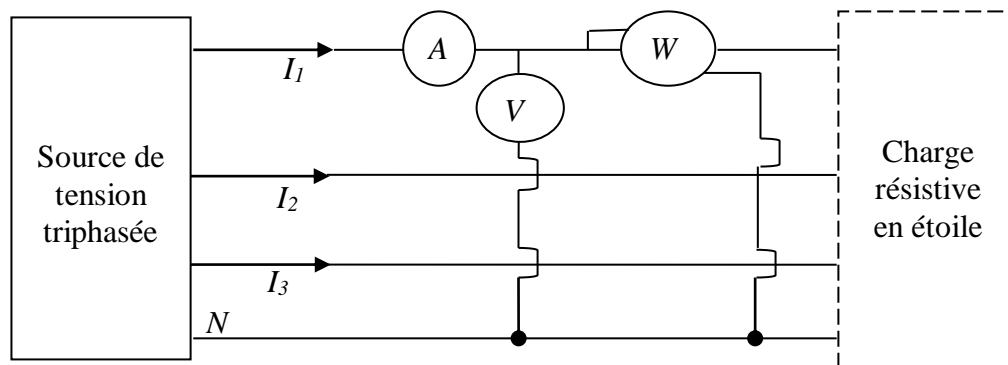 A
W
I1
V
Source de
tension
triphasée
Charge
résistive
en étoile
I2
I3
N